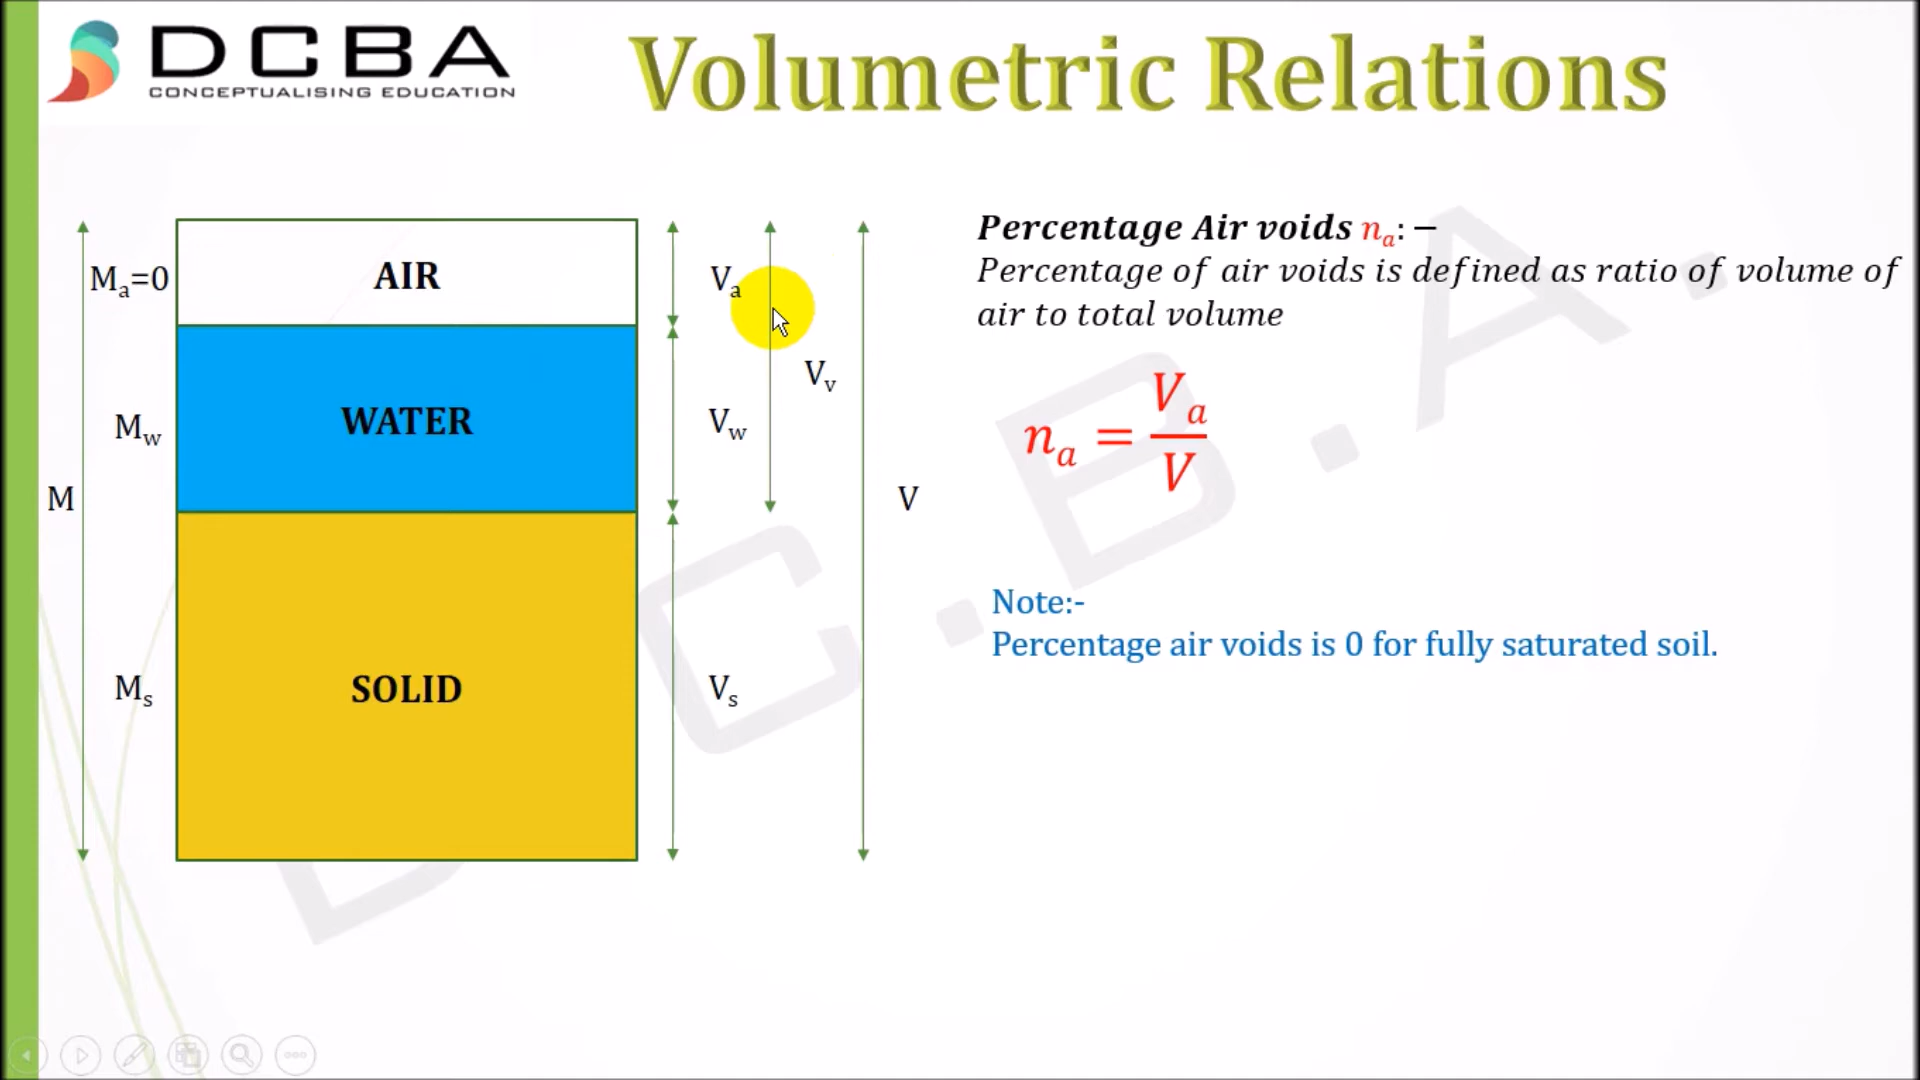 DCBA
CONCEPTUALISING EDUCATION
Volumetric Relations
Mₐ=0
AIR
Vₐ
Vᵥ
M_w
WATER
V_w
M
V
Mₛ
SOLID
Vₛ
Percentage Air voids nₐ: −
Percentage of air voids is defined as ratio of volume of
air to total volume
nₐ = Vₐ/V
Note:-
Percentage air voids is 0 for fully saturated soil.
D.C.B.A.